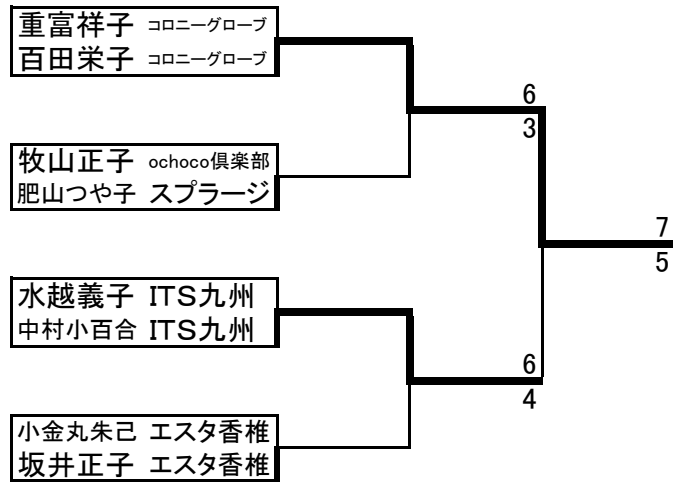 重富祥子 コロニーグローブ
百田栄子 コロニーグローブ
6
3
牧山正子 ochoco倶楽部
肥山つや子 スプラージ
7
5
水越義子 ITS九州
中村小百合 ITS九州
6
4
小金丸朱己 エスタ香椎
坂井正子 エスタ香椎